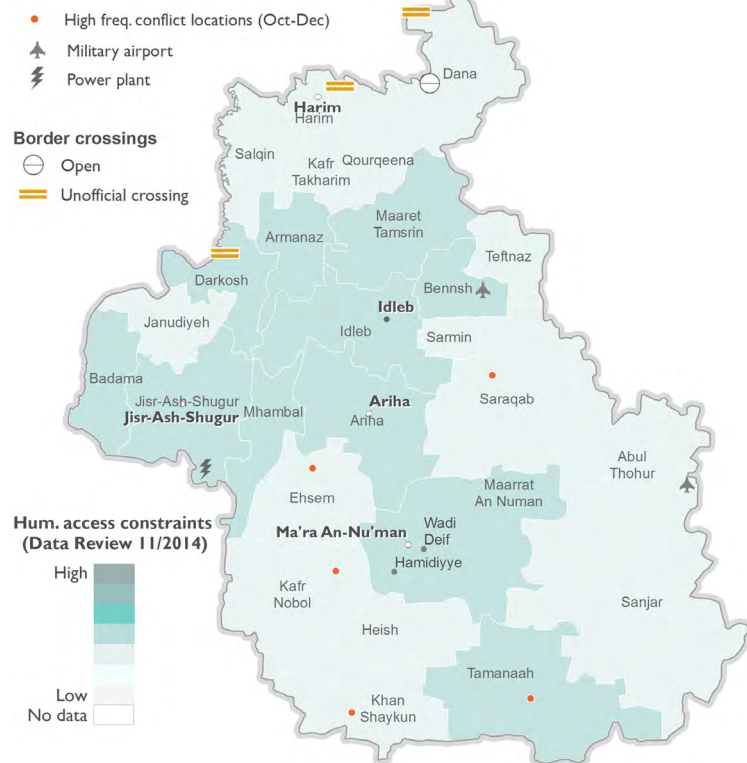 High freq. conflict locations (Oct-Dec)
Military airport
Power plant
Border crossings
Open
Unofficial crossing
Dana
Harim
Harim
Salqin
Kafr
Takharim
Qourqeena
Maaret
Tamsrin
Armanaz
Teftnaz
Darkosh
Bennsh
Janudiyeh
Idleb
Idleb
Sarmin
Badama
Jisr-Ash-Shugur
Jisr-Ash-Shugur
Mhambal
Ariha
Ariha
Saraqab
Abul
Thohur
Ehsem
Maarrat
An Numan
Hum. access constraints
(Data Review 11/2014)
High
Low
No data
Ma'ra An-Nu'man
Wadi
Deif
Hamidiyye
Kafr
Nobol
Sanjar
Heish
Tamanaah
Khan
Shaykun